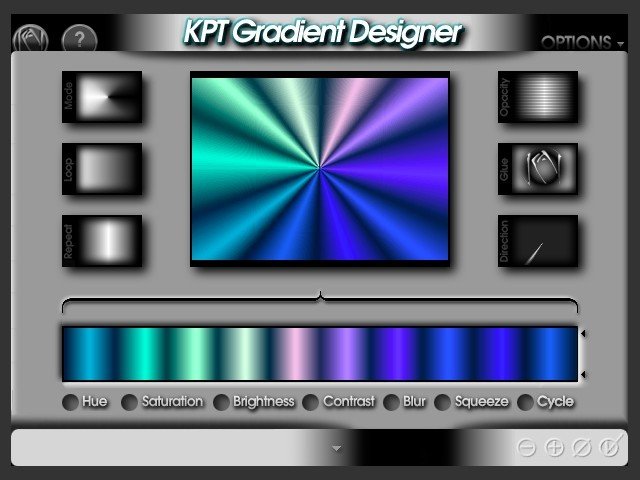 KPT Gradient Designer
?
OPTIONS
Mode
Opacity
Loop
Glue
Repeat
Direction
Hue Saturation Brightness Contrast Blur Squeeze Cycle